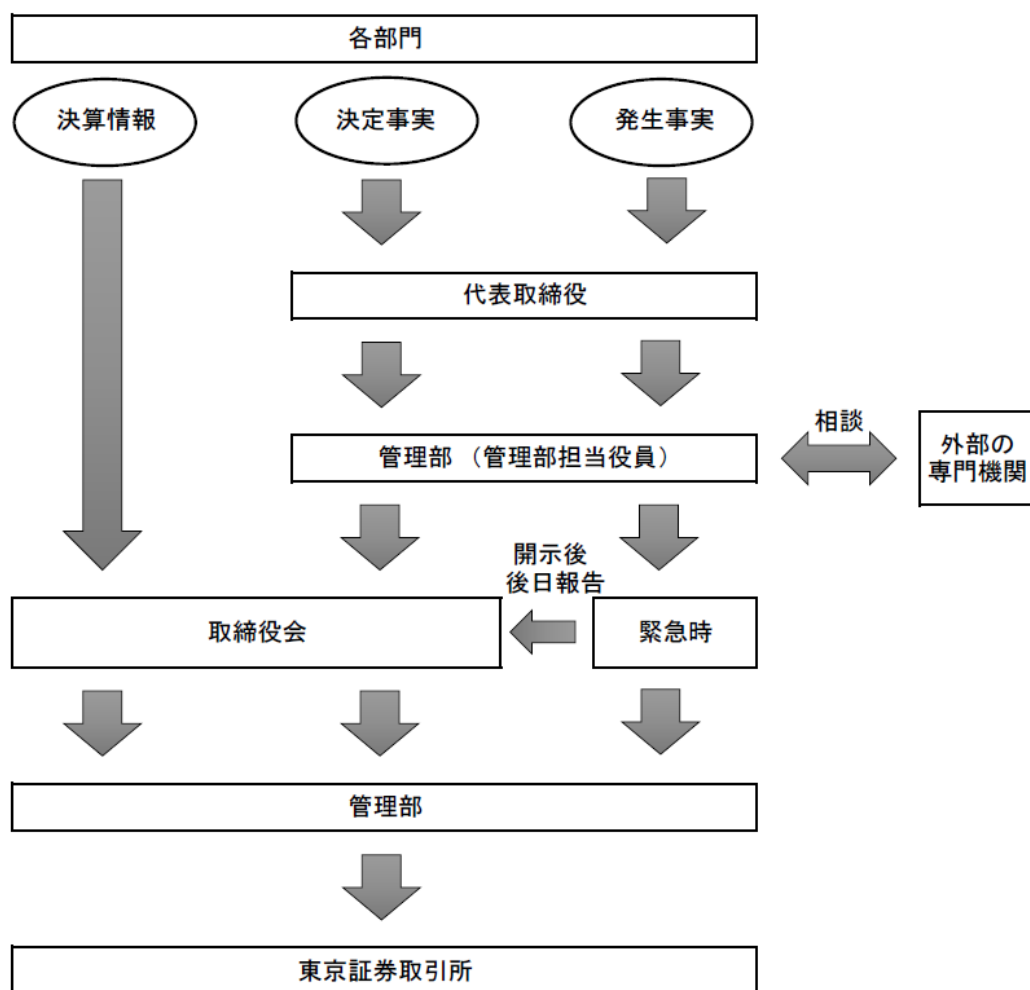 各部門
決算情報
決定事実
発生事実
代表取締役
管理部 （管理部担当役員）
相談
外部の
専門機関
開示後
後日報告
取締役会
緊急時
管理部
東京証券取引所